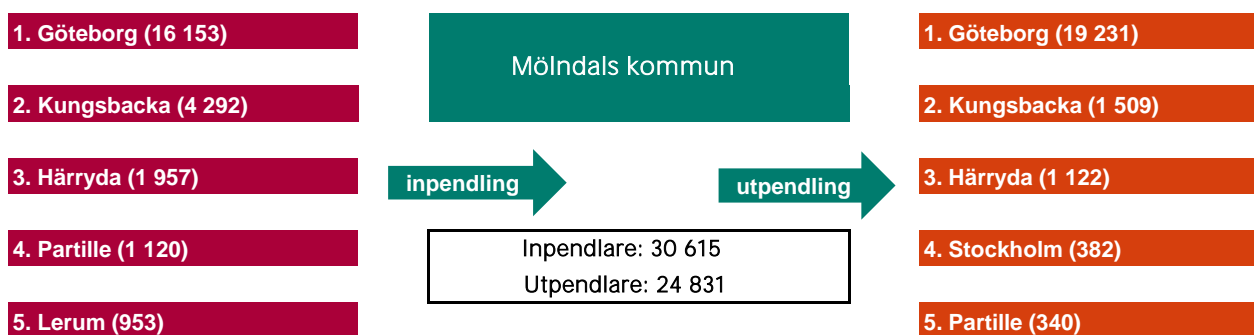 1. Göteborg (16 153)
2. Kungsbacka (4 292)
3. Härryda (1 957)
4. Partille (1 120)
5. Lerum (953)
Mölndals kommun
inpendling
utpendling
Inpendlare: 30 615
Utpendlare: 24 831
1. Göteborg (19 231)
2. Kungsbacka (1 509)
3. Härryda (1 122)
4. Stockholm (382)
5. Partille (340)